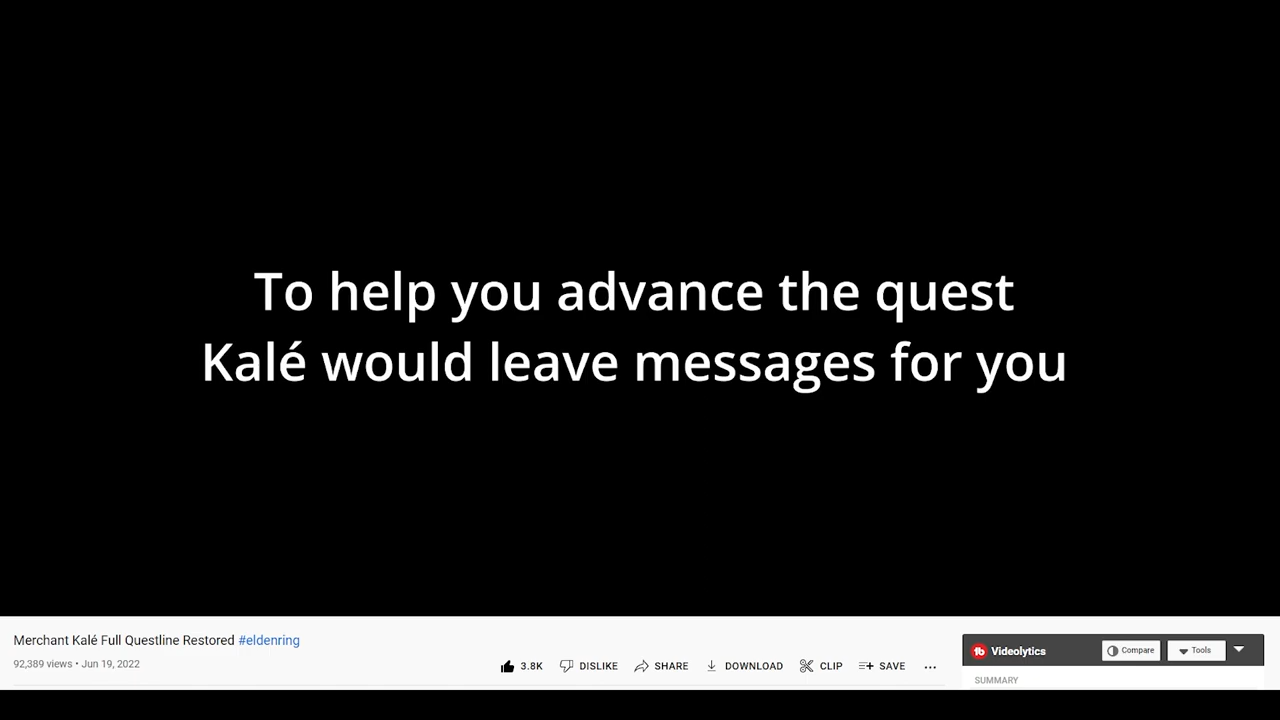 To help you advance the quest
Kalé would leave messages for you
Merchant Kalé Full Questline Restored #eldenring
92,389 views • Jun 19, 2022
3.8K DISLIKE SHARE DOWNLOAD CLIP SAVE ...
Videolytics Compare Tools
SUMMARY